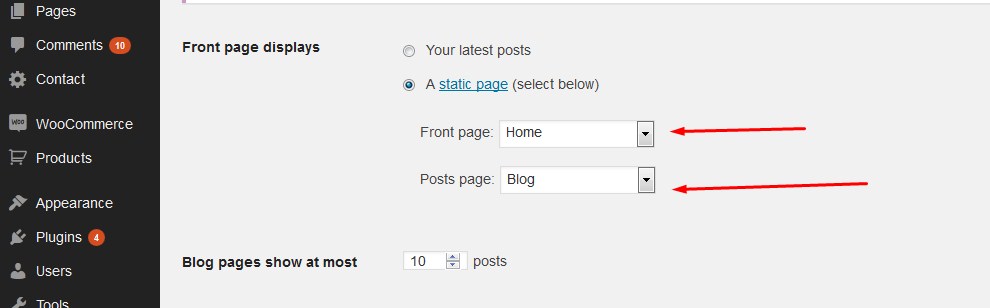 Pages
Comments 10
Contact
WOO WooCommerce
Products
Appearance
Plugins 4
Users
Tools
Front page displays
Your latest posts
A static page (select below)
Front page: Home
Posts page: Blog
Blog pages show at most 10 posts